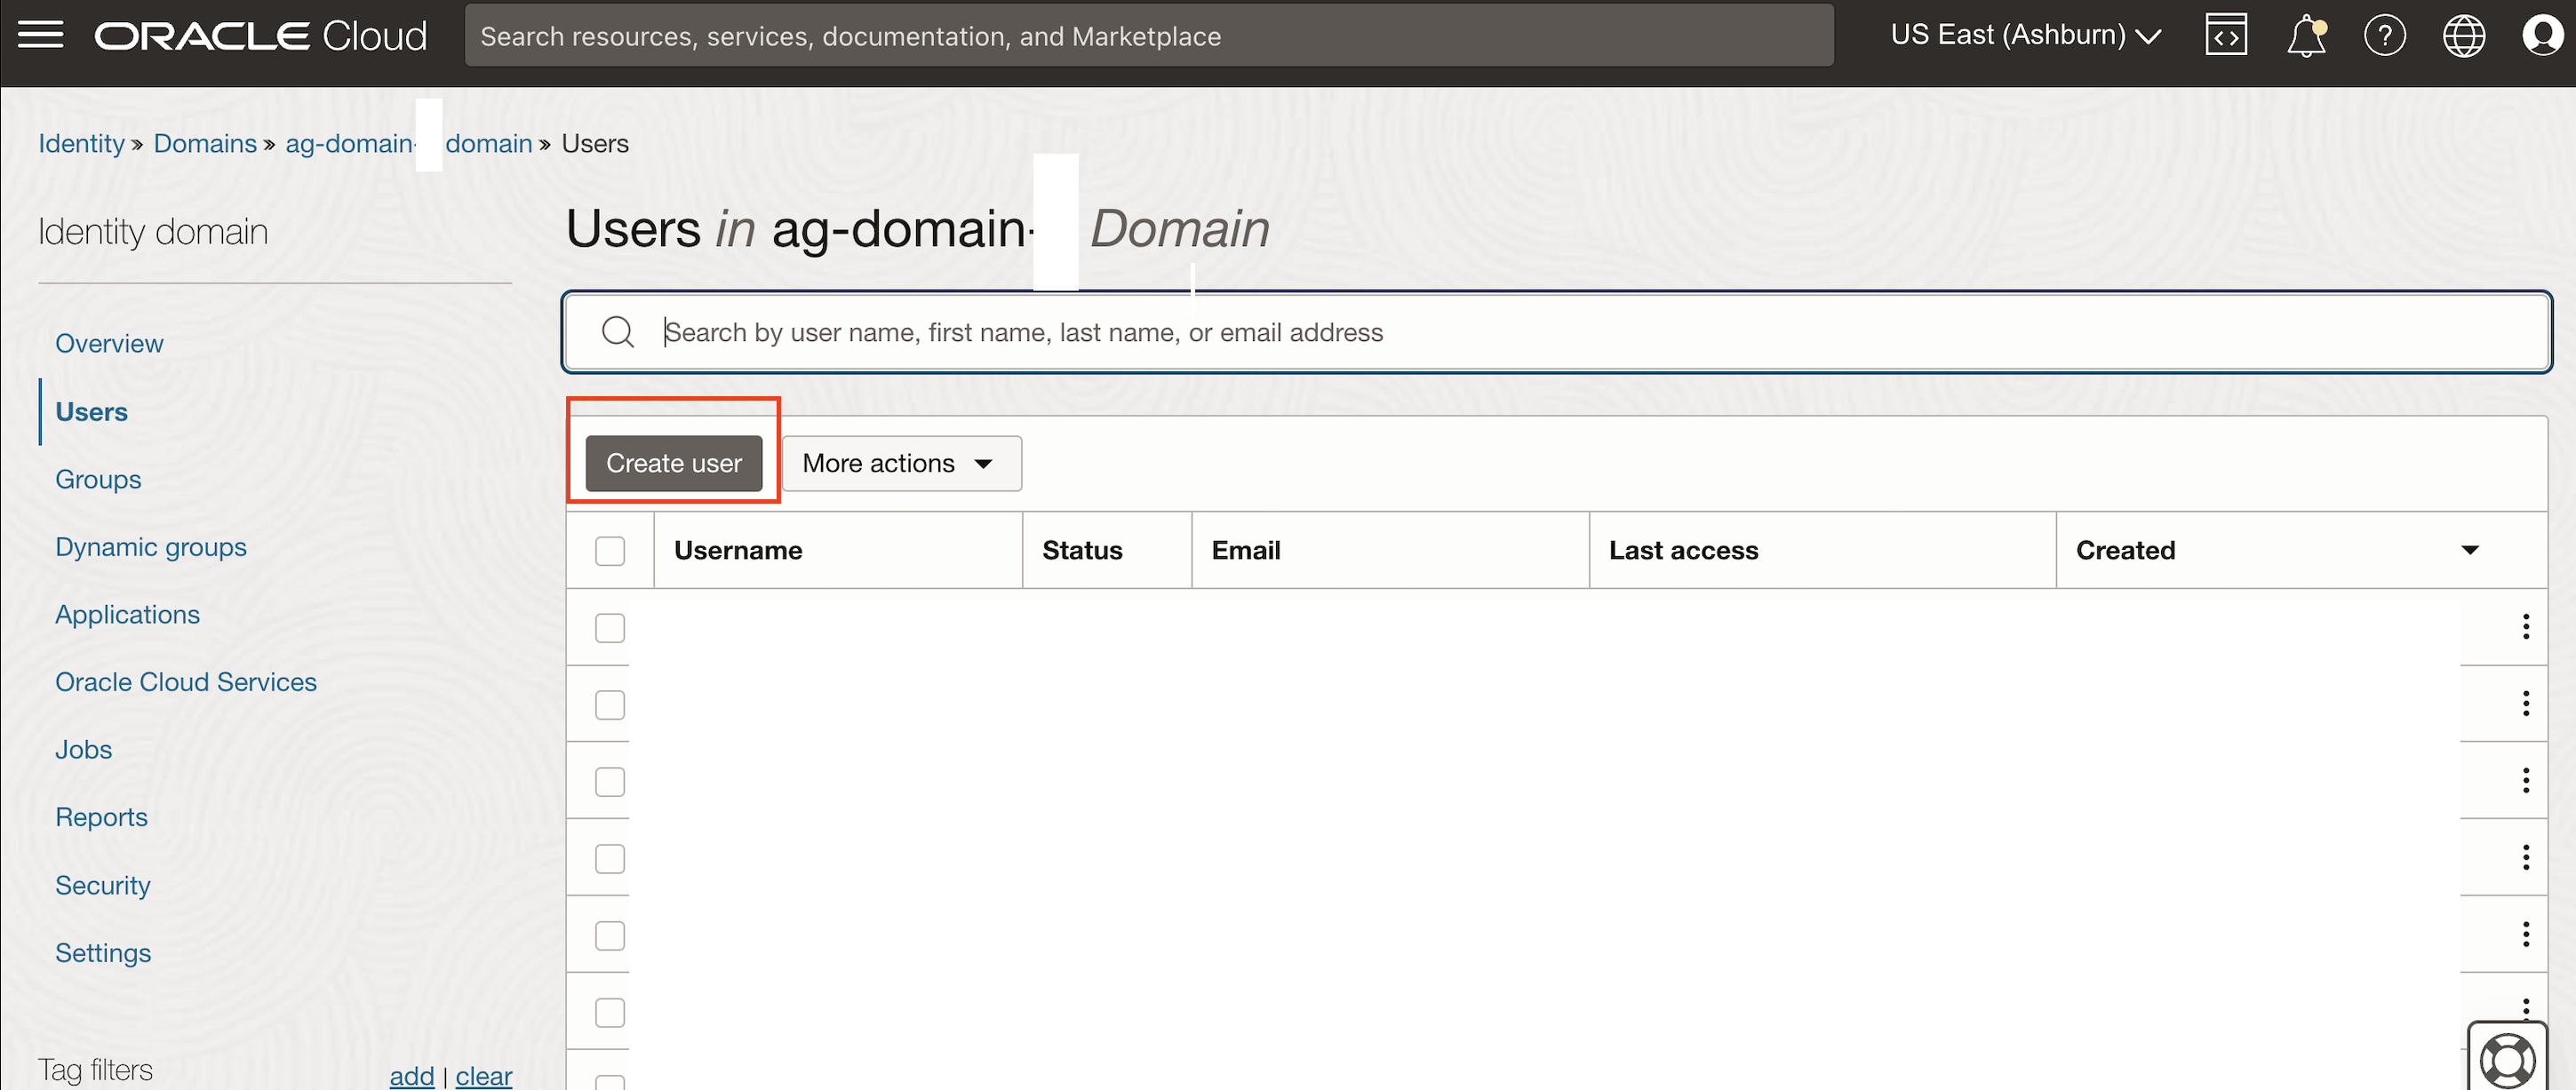 ORACLE Cloud
Search resources, services, documentation, and Marketplace
US East (Ashburn)
Identity » Domains » ag-domain- domain » Users
Identity domain
Overview
Users
Groups
Dynamic groups
Applications
Oracle Cloud Services
Jobs
Reports
Security
Settings
Tag filters
add | clear
Users in ag-domain- Domain
Search by user name, first name, last name, or email address
Create user
More actions
Username Status Email Last access Created